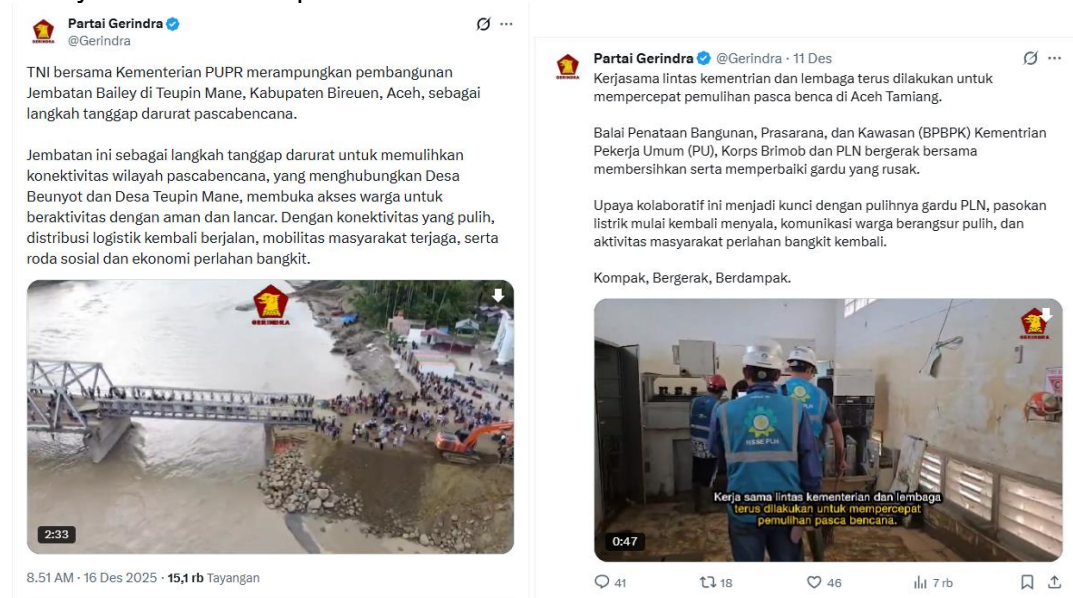 Partai Gerindra
@Gerindra
TNI bersama Kementerian PUPR merampungkan pembangunan
Jembatan Bailey di Teupin Mane, Kabupaten Bireuen, Aceh, sebagai
langkah tanggap darurat pascabencana.
Jembatan ini sebagai langkah tanggap darurat untuk memulihkan
konektivitas wilayah pascabencana, yang menghubungkan Desa
Beunyot dan Desa Teupin Mane, membuka akses warga untuk
beraktivitas dengan aman dan lancar. Dengan konektivitas yang pulih,
distribusi logistik kembali berjalan, mobilitas masyarakat terjaga, serta
roda sosial dan ekonomi perlahan bangkit.
GERINDRA
2:33
8.51 AM · 16 Des 2025 · 15,1 rb Tayangan
Partai Gerindra @Gerindra · 11 Des
Kerjasama lintas kementrian dan lembaga terus dilakukan untuk
mempercepat pemulihan pasca benca di Aceh Tamiang.
Balai Penataan Bangunan, Prasarana, dan Kawasan (BPBPK) Kementrian
Pekerja Umum (PU), Korps Brimob dan PLN bergerak bersama
membersihkan serta memperbaiki gardu yang rusak.
Upaya kolaboratif ini menjadi kunci dengan pulihnya gardu PLN, pasokan
listrik mulai kembali menyala, komunikasi warga berangsur pulih, dan
aktivitas masyarakat perlahan bangkit kembali.
Kompak, Bergerak, Berdampak.
GERINDRA
Kerja sama lintas kementerian dan lembaga
terus dilakukan untuk mempercepat
pemulihan pasca bencana.
0:47
41 18 46 7 rb